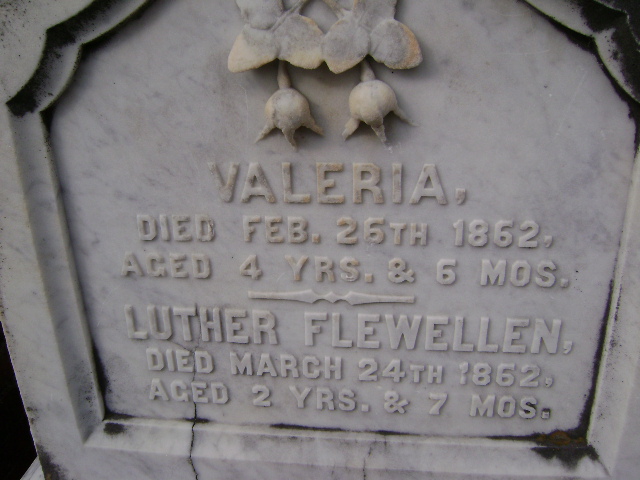 VALERIA,
DIED FEB. 26TH 1862,
AGED 4 YRS. & 6 MOS.
LUTHER FLEWELLEN,
DIED MARCH 24TH 1862,
AGED 2 YRS. & 7 MOS.